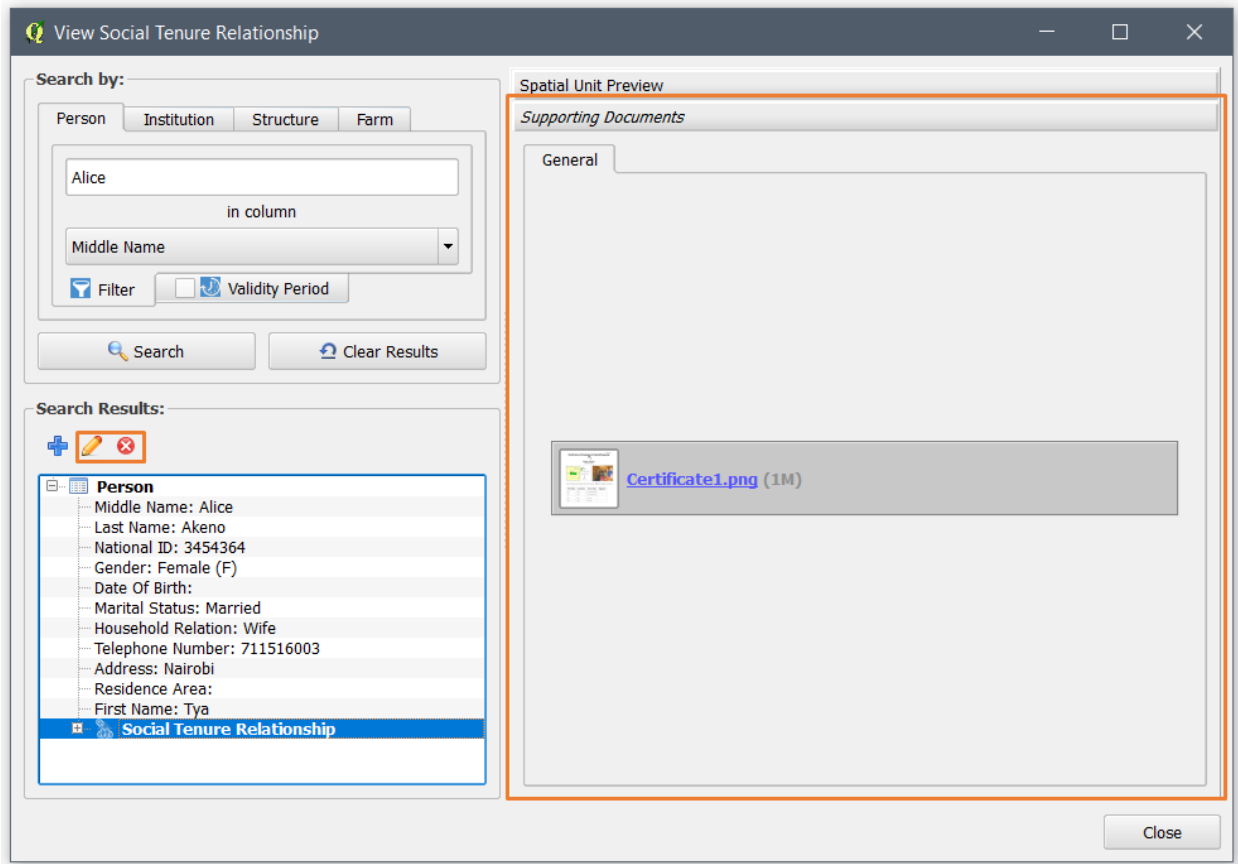 View Social Tenure Relationship
Search by:
Person Institution Structure Farm
Alice
in column
Middle Name
Filter Validity Period
Search Clear Results
Search Results:
Person
Middle Name: Alice
Last Name: Akeno
National ID: 3454364
Gender: Female (F)
Date Of Birth:
Marital Status: Married
Household Relation: Wife
Telephone Number: 711516003
Address: Nairobi
Residence Area:
First Name: Tya
Social Tenure Relationship
Spatial Unit Preview
Supporting Documents
General
Certificate1.png (1M)
Close